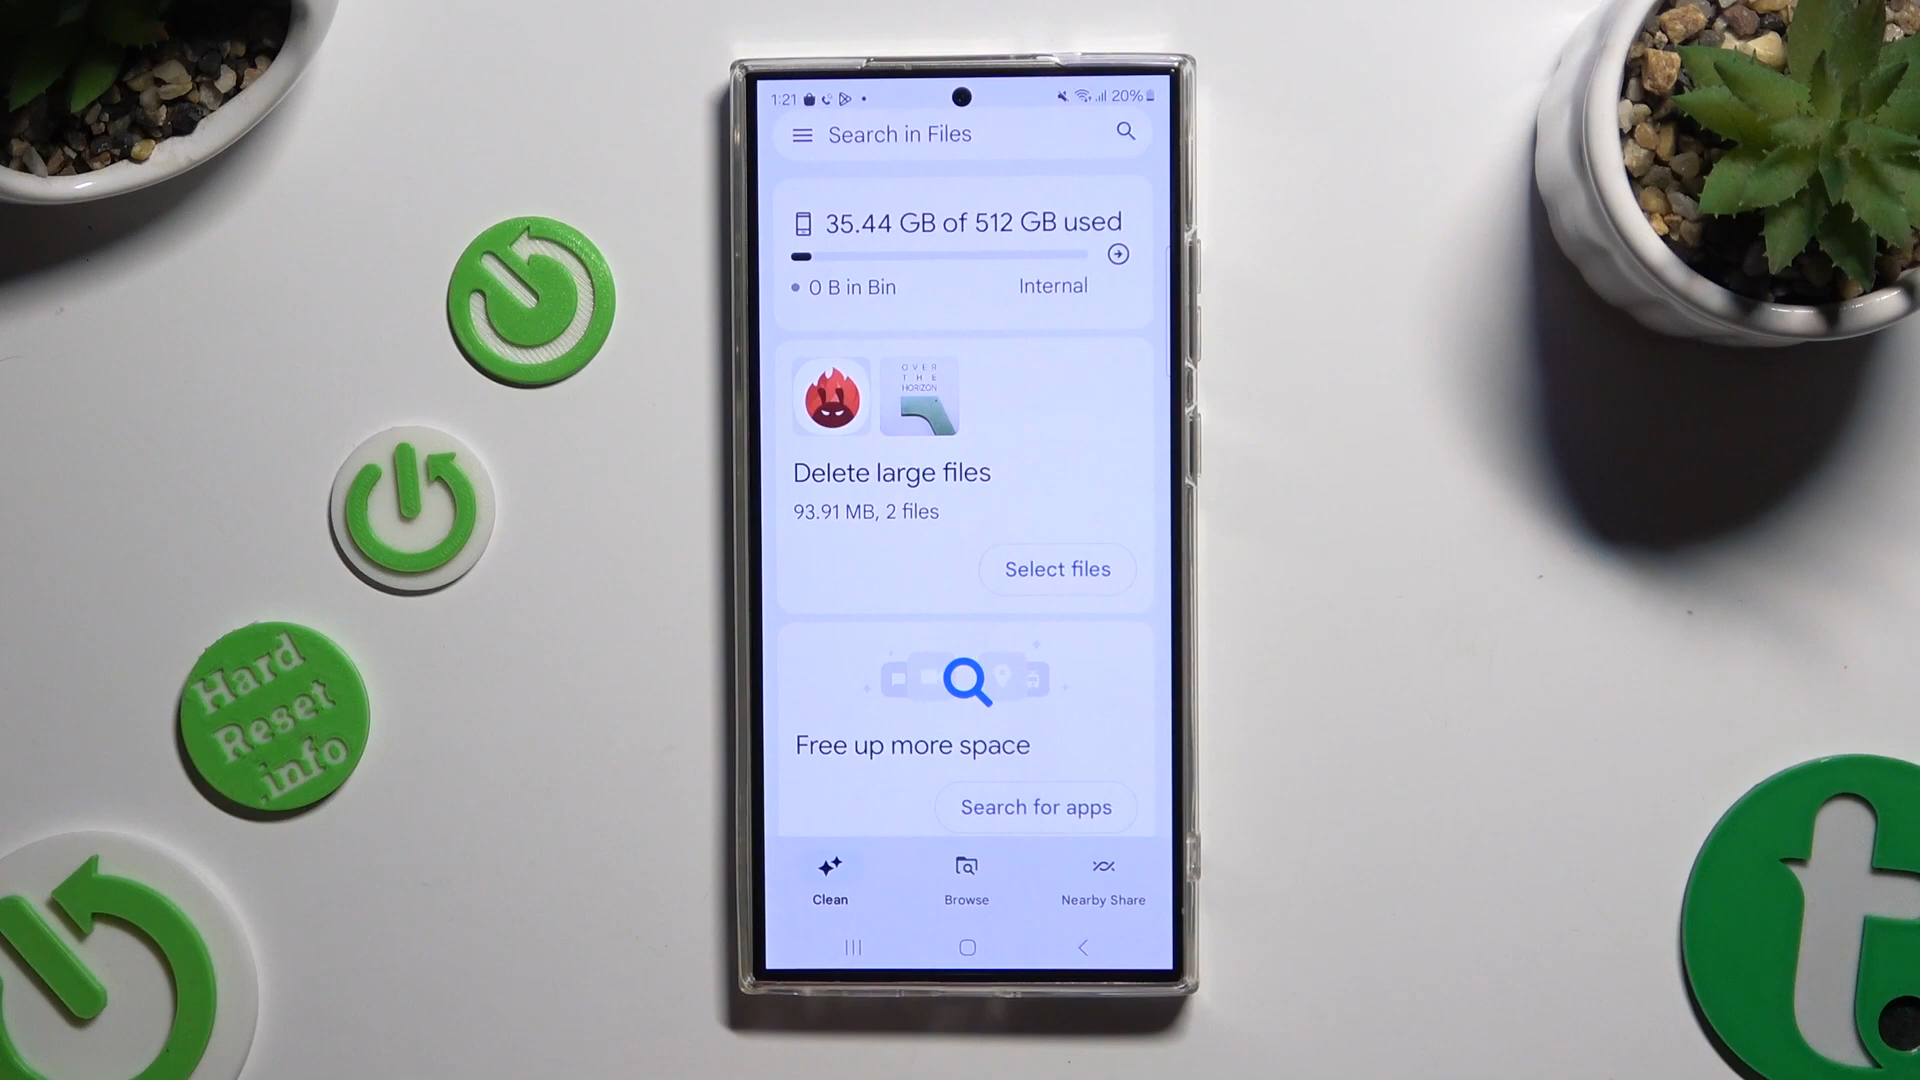 1:21
20%
Search in Files
35.44 GB of 512 GB used
0 B in Bin
Internal
OVER
THE
HORIZON
Delete large files
93.91 MB, 2 files
Select files
Free up more space
Search for apps
Clean
Browse
Nearby Share
Hard
Reset
.info
t